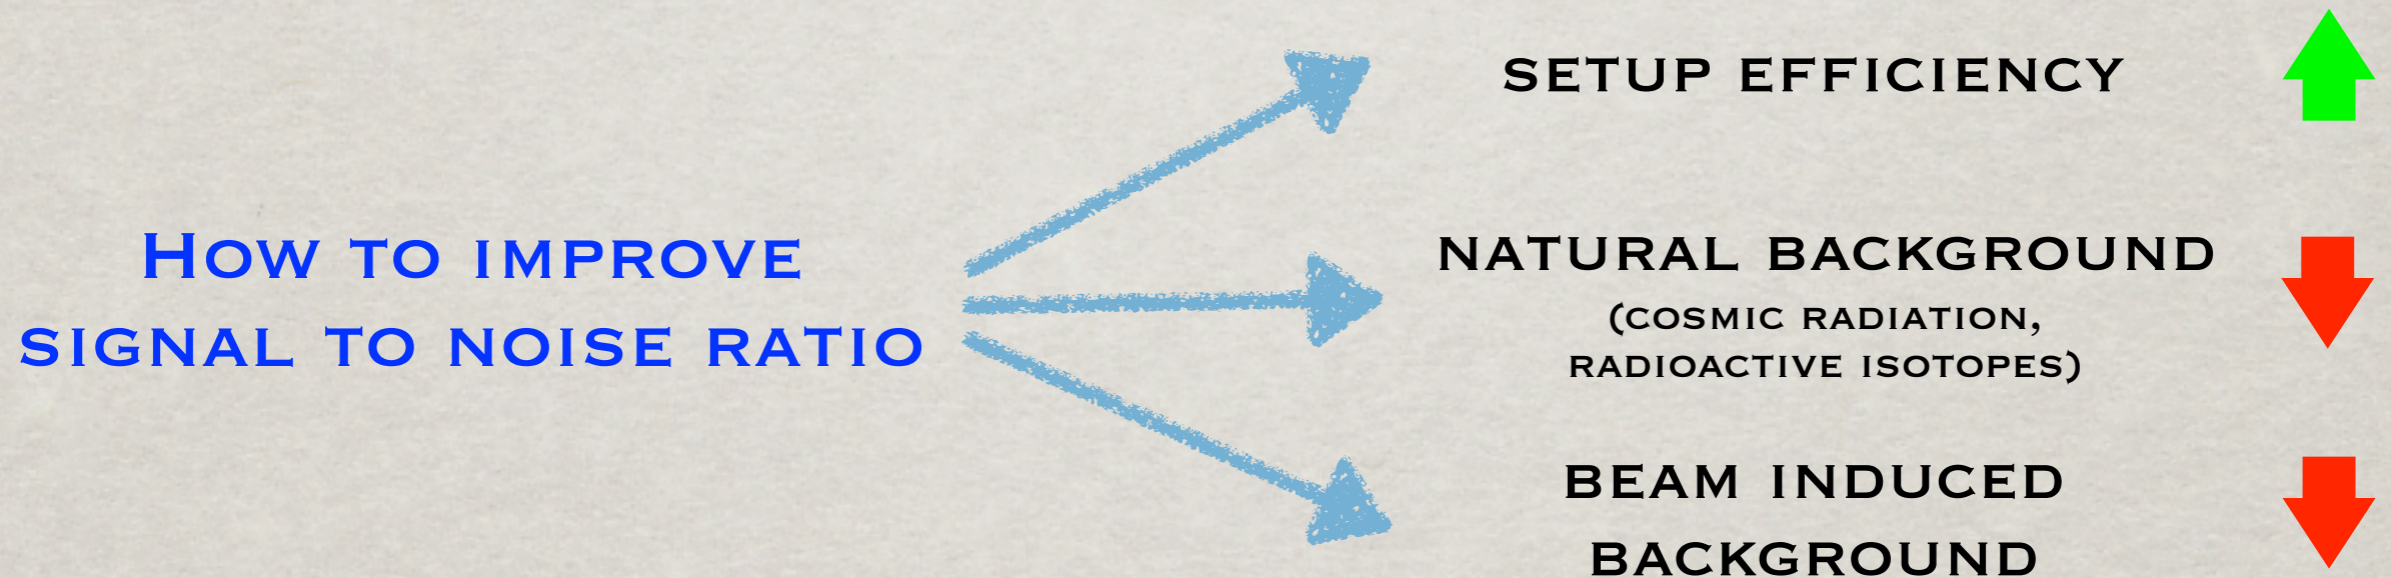 How to improve
signal to noise ratio
setup efficiency
natural background
(cosmic radiation,
radioactive isotopes)
beam induced
background